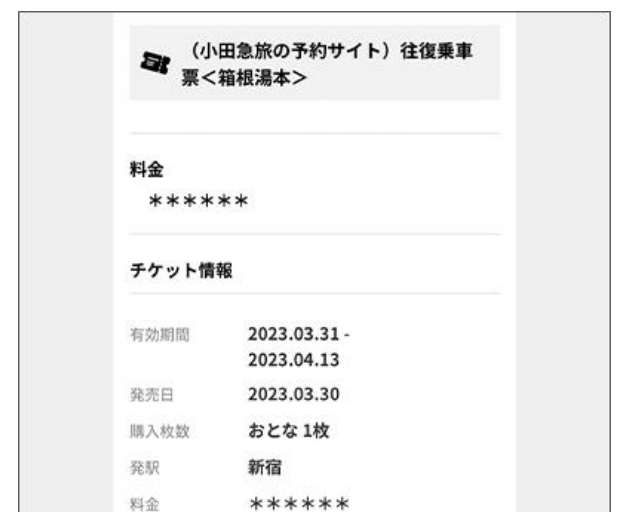 （小田急旅の予約サイト）往復乗車
票＜箱根湯本＞
料金
＊＊＊＊＊＊
チケット情報
有効期間 2023.03.31 -
2023.04.13
発売日 2023.03.30
購入枚数 おとな 1枚
発駅 新宿
料金 ＊＊＊＊＊＊